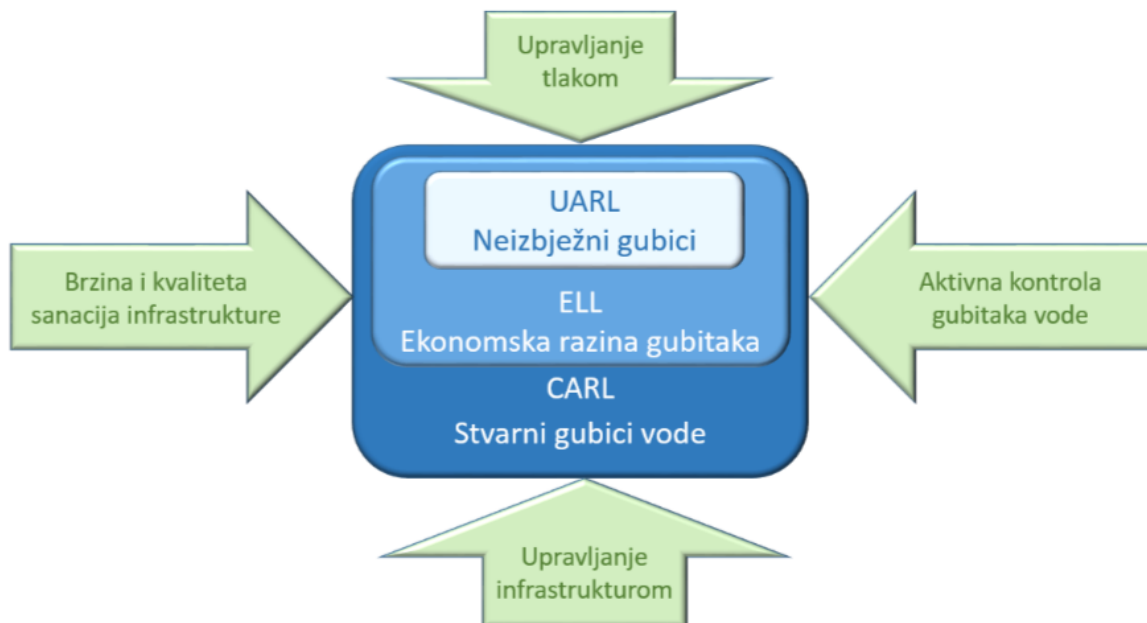 Upravljanje
tlakom
UARL
Neizbježni gubici
Brzina i kvaliteta
sanacija infrastrukture
Aktivna kontrola
gubitaka vode
ELL
Ekonomska razina gubitaka
CARL
Stvarni gubici vode
Upravljanje
infrastrukturom